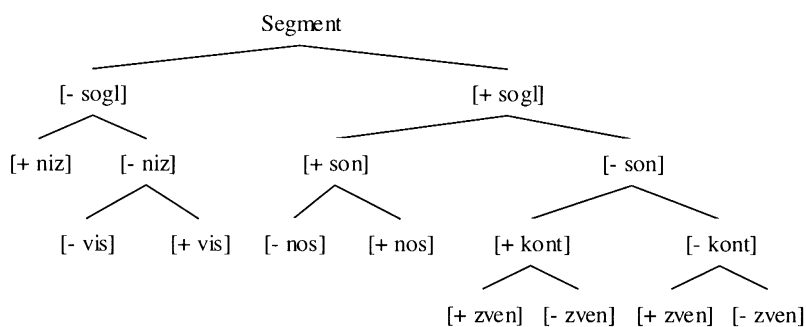 Segment
[- sogl] [+ sogl]
[+ niz] [- niz] [+ son] [- son]
[- vis] [+ vis] [- nos] [+ nos] [+ kont] [- kont]
[+ zven] [- zven] [+ zven] [- zven]